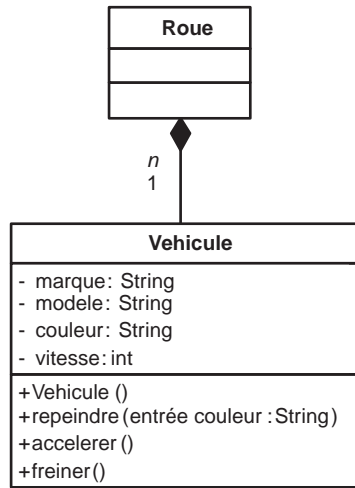 Roue
n
1
Vehicule
- marque: String
- modele: String
- couleur: String
- vitesse: int
+Vehicule ()
+repeindre (entrée couleur : String)
+accelerer ()
+freiner()